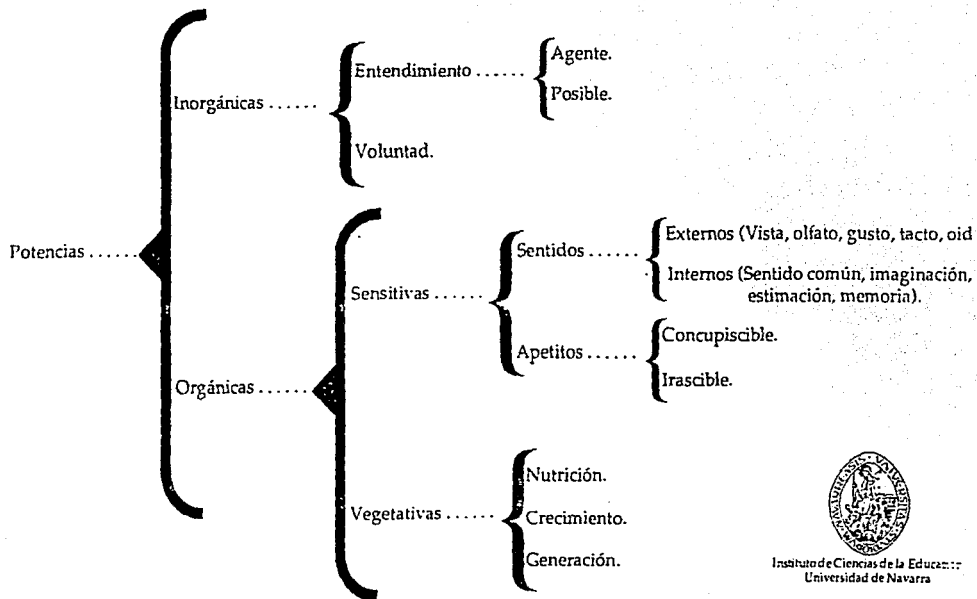 Entendimiento ......
Agente.
Posible.
Inorgánicas ......
Voluntad.
Potencias ......
Sentidos ......
Externos (Vista, olfato, gusto, tacto, oid
Internos (Sentido común, imaginación,
estimación, memoria).
Sensitivas ......
Apetitos ......
Concupiscible.
Irascible.
Orgánicas ......
Vegetativas ......
Nutrición.
Crecimiento.
Generación.
Instituto de Ciencias de la
Universidad de Navarra